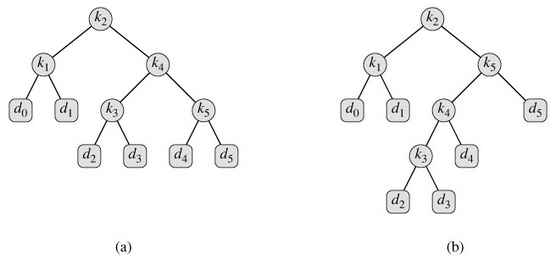 k2 k2
k1 k4 k1 k5
d0 d1 k3 k5 d0 d1 k4 d5
d2 d3 d4 d5 k3 d4
d2 d3
(a) (b)